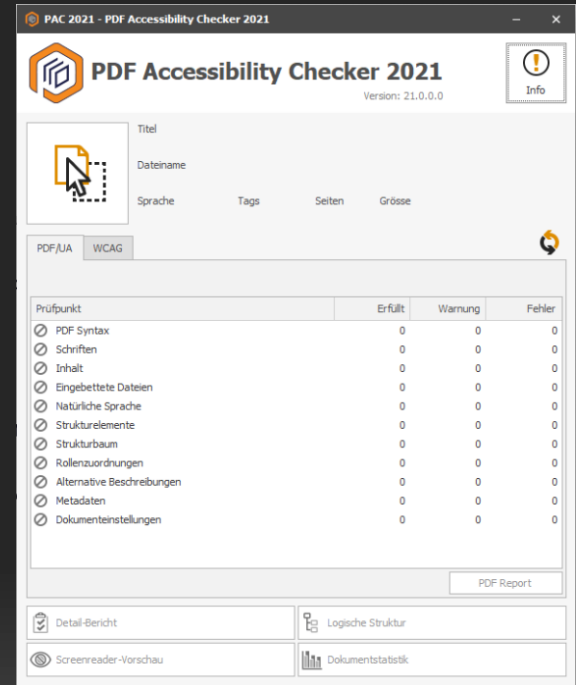 PAC 2021 - PDF Accessibility Checker 2021
PDF Accessibility Checker 2021
Version: 21.0.0.0
Info
Titel
Dateiname
Sprache Tags Seiten Grösse
PDF/UA WCAG
Prüfpunkt Erfüllt Warnung Fehler
PDF Syntax 0 0 0
Schriften 0 0 0
Inhalt 0 0 0
Eingebettete Dateien 0 0 0
Natürliche Sprache 0 0 0
Strukturelemente 0 0 0
Strukturbaum 0 0 0
Rollenzuordnungen 0 0 0
Alternative Beschreibungen 0 0 0
Metadaten 0 0 0
Dokumenteinstellungen 0 0 0
PDF Report
Detail-Bericht Logische Struktur
Screenreader-Vorschau Dokumentstatistik